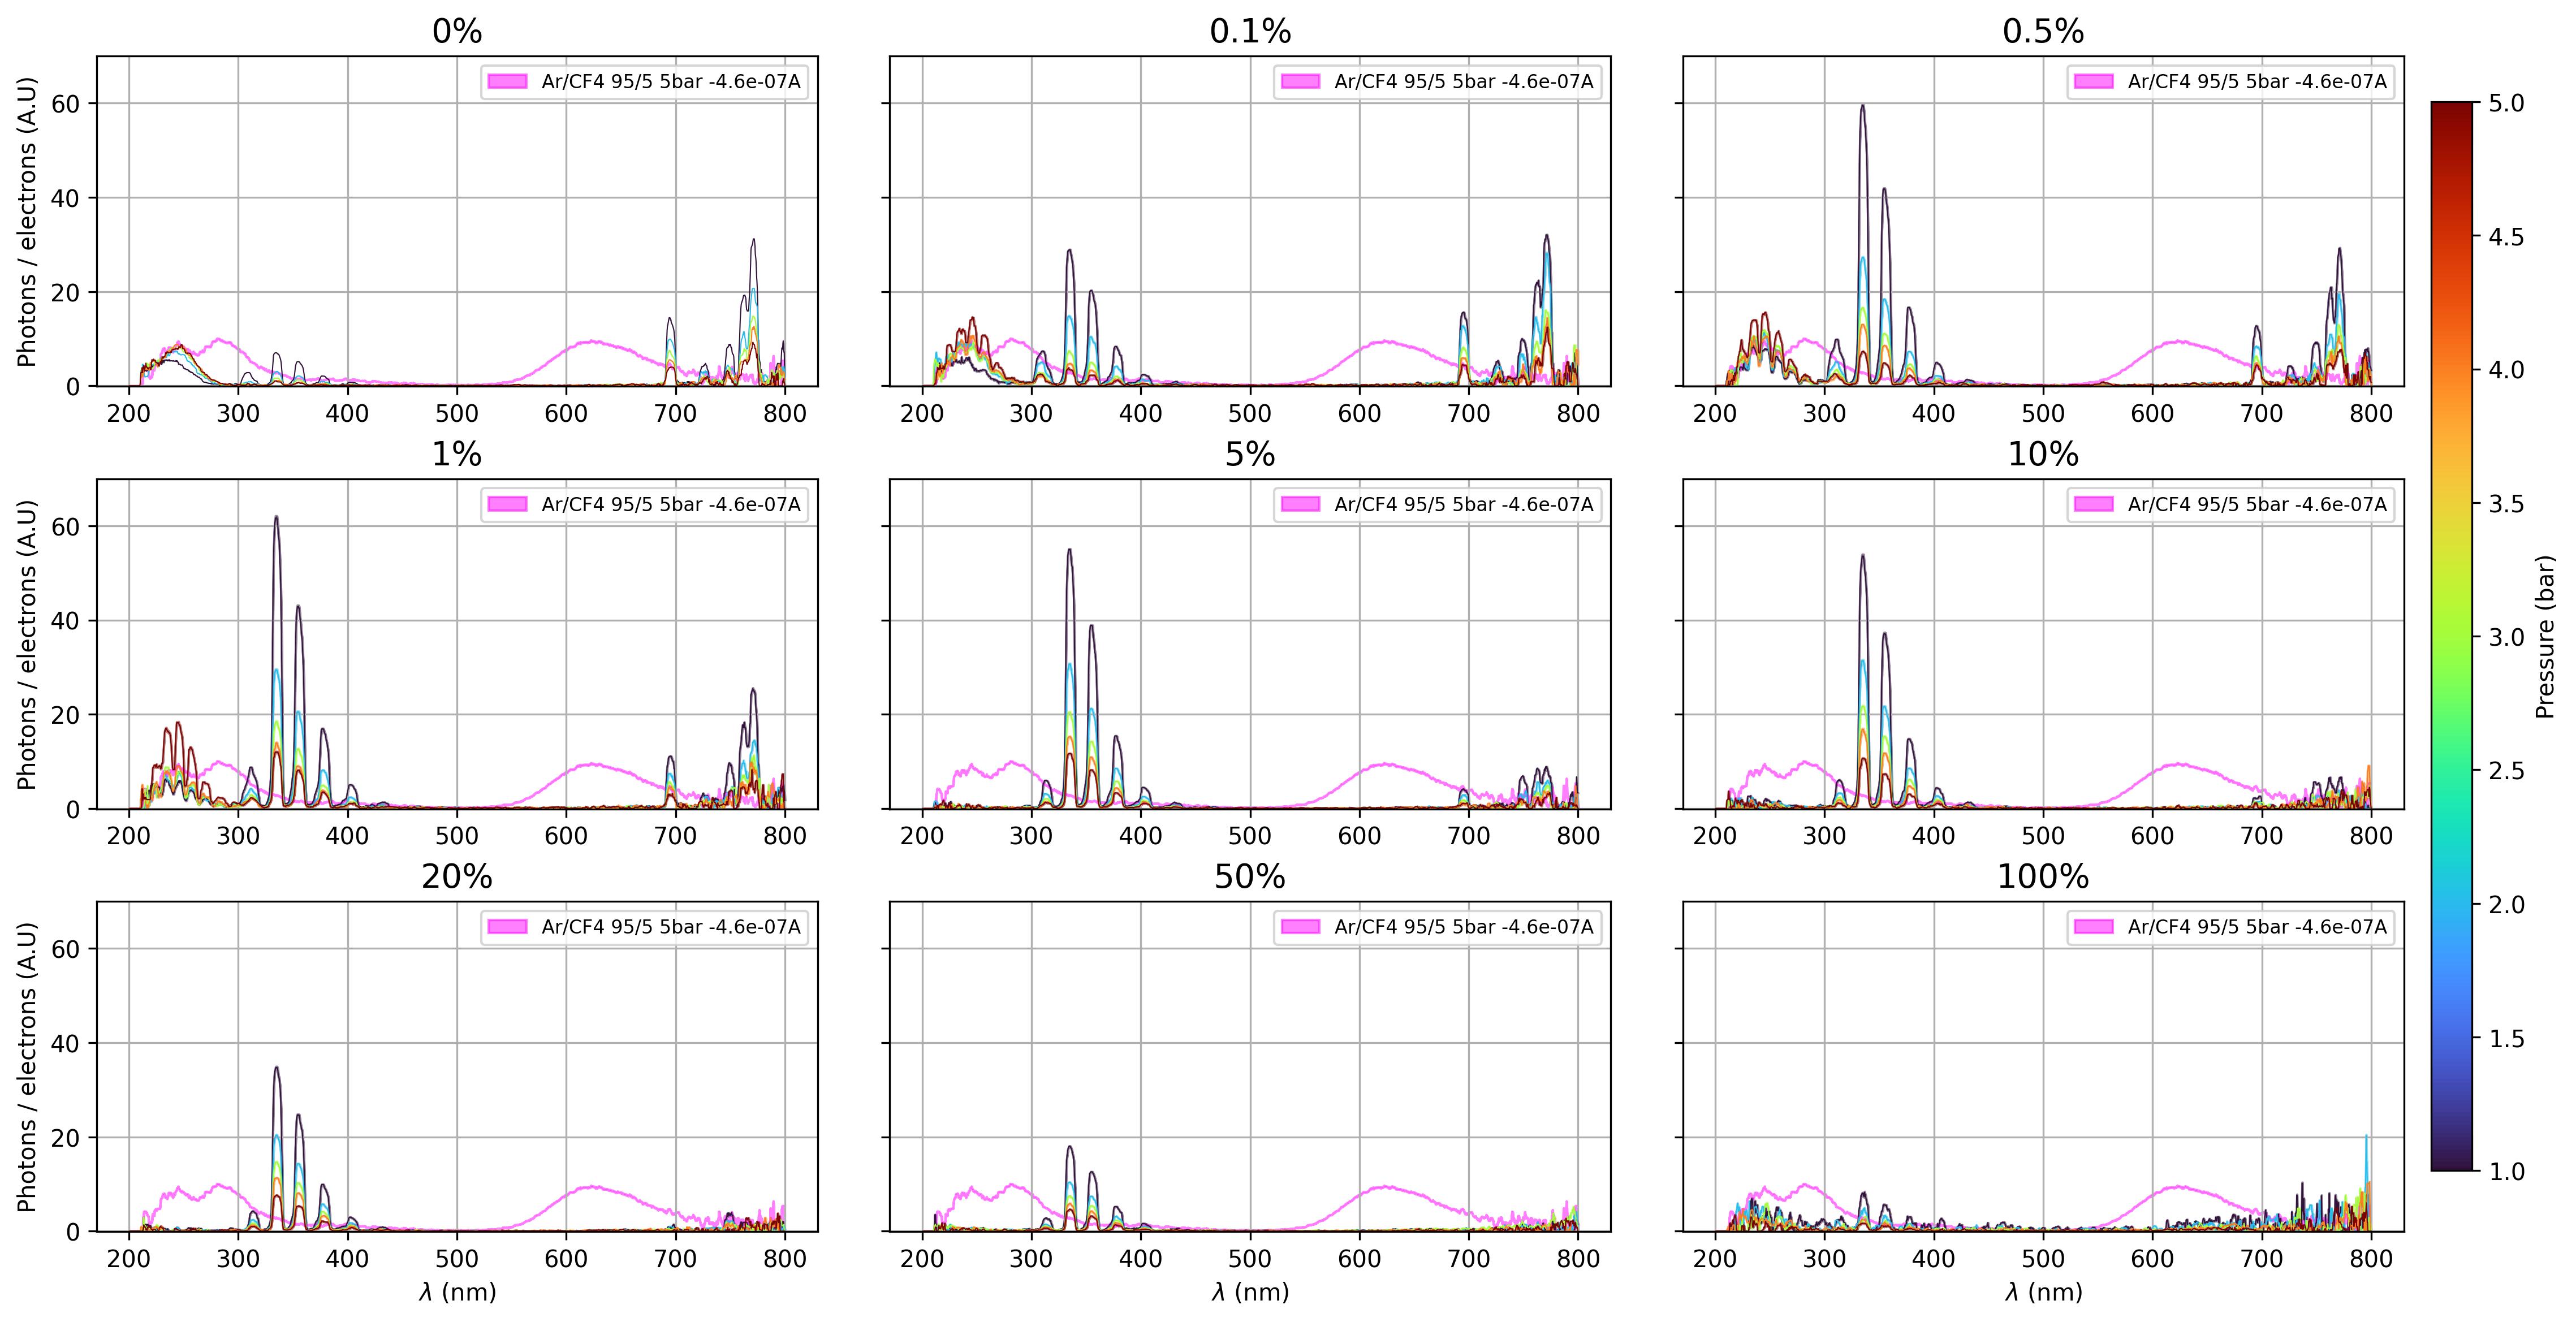 0%
0.1%
0.5%
Photons / electrons (A.U)
60
40
20
0
Ar/CF4 95/5 5bar -4.6e-07A
200 300 400 500 600 700 800
Ar/CF4 95/5 5bar -4.6e-07A
200 300 400 500 600 700 800
Ar/CF4 95/5 5bar -4.6e-07A
200 300 400 500 600 700 800
1%
5%
10%
Photons / electrons (A.U)
60
40
20
0
Ar/CF4 95/5 5bar -4.6e-07A
200 300 400 500 600 700 800
Ar/CF4 95/5 5bar -4.6e-07A
200 300 400 500 600 700 800
Ar/CF4 95/5 5bar -4.6e-07A
200 300 400 500 600 700 800
20%
50%
100%
Photons / electrons (A.U)
60
40
20
0
Ar/CF4 95/5 5bar -4.6e-07A
200 300 400 500 600 700 800
λ (nm)
Ar/CF4 95/5 5bar -4.6e-07A
200 300 400 500 600 700 800
λ (nm)
Ar/CF4 95/5 5bar -4.6e-07A
200 300 400 500 600 700 800
λ (nm)
5.0
4.5
4.0
3.5
3.0
2.5
2.0
1.5
1.0
Pressure (bar)